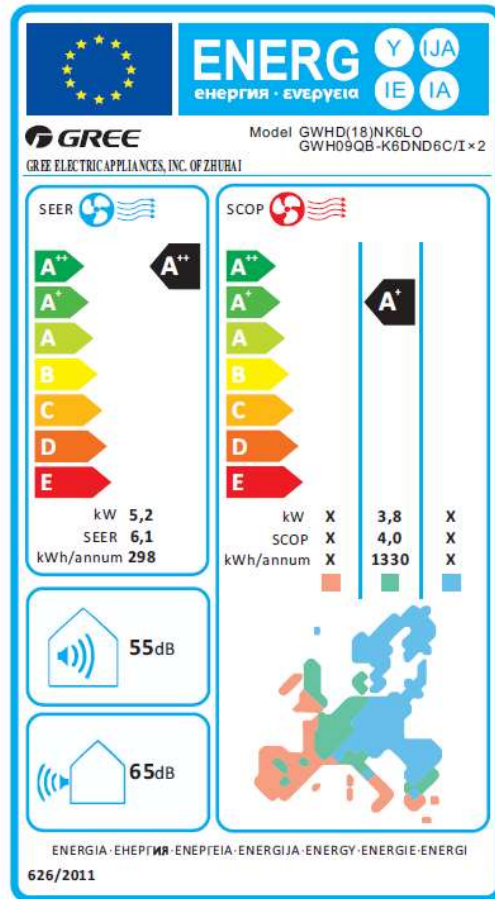 ENERG
енергия · ενεργεια
Y IJA
IE IA
GREE
GREE ELECTRIC APPLIANCES, INC. OF ZHUHAI
Model GWHD(18)NK6LO
GWH09QB-K6DND6C/I×2
SEER
A++
A++
A+
A
B
C
D
E
kW 5,2
SEER 6,1
kWh/annum 298
SCOP
A++
A+
A+
A
B
C
D
E
kW X 3,8 X
SCOP X 4,0 X
kWh/annum X 1330 X
55dB
65dB
ENERGIA·ЕНЕРГИЯ·ΕΝΕΡΓΕΙΑ·ENERGIJA·ENERGY·ENERGIE·ENERGI
626/2011